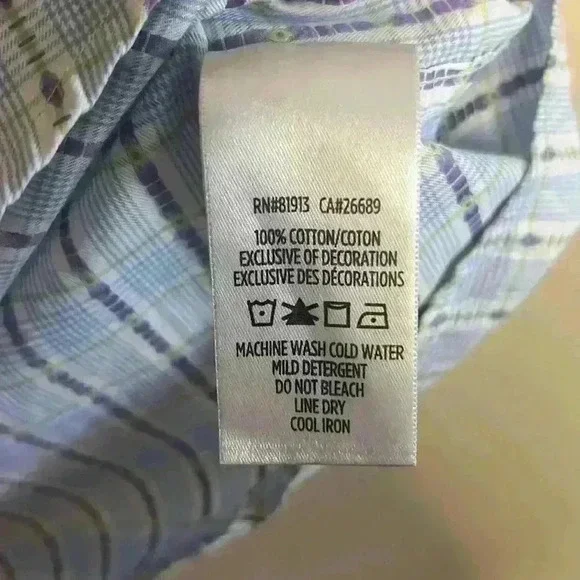 RN#81913 CA#26689
100% COTTON/COTON
EXCLUSIVE OF DECORATION
EXCLUSIVE DES DÉCORATIONS
MACHINE WASH COLD WATER
MILD DETERGENT
DO NOT BLEACH
LINE DRY
COOL IRON